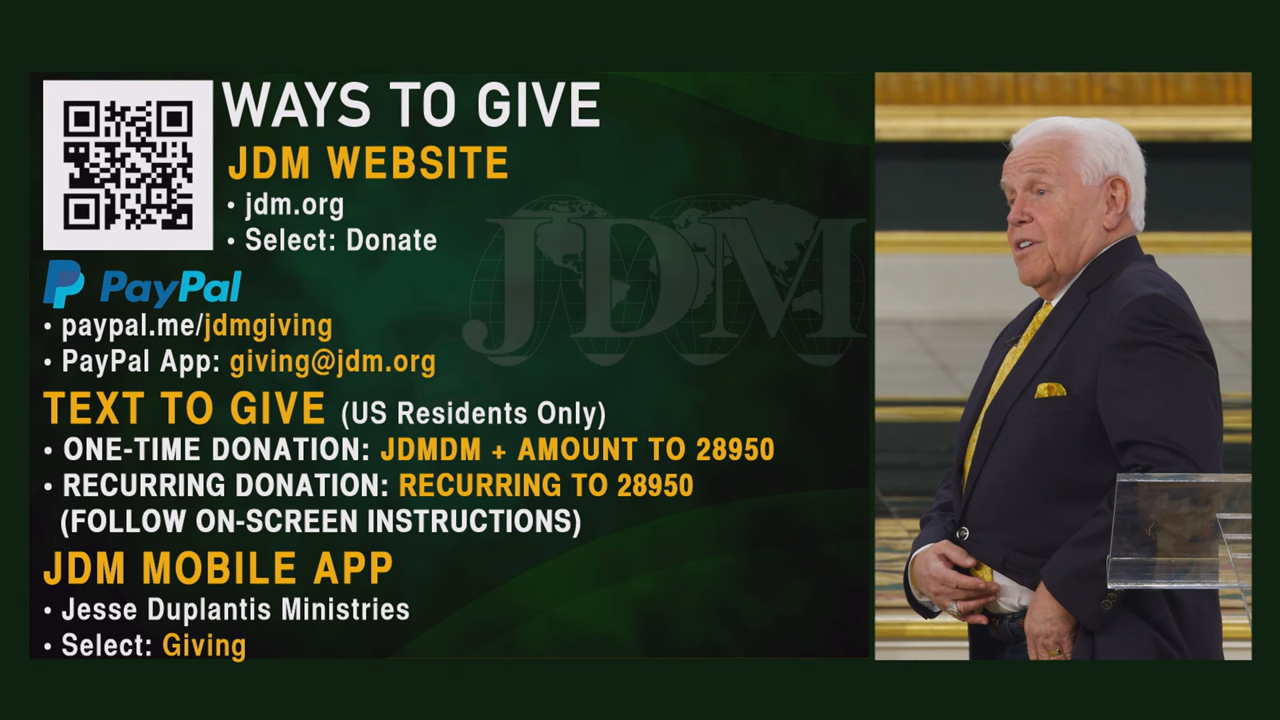 WAYS TO GIVE
JDM WEBSITE
• jdm.org
• Select: Donate
JDM
PayPal
• paypal.me/jdmgiving
• PayPal App: giving@jdm.org
TEXT TO GIVE (US Residents Only)
• ONE-TIME DONATION: JDMDM + AMOUNT TO 28950
• RECURRING DONATION: RECURRING TO 28950
(FOLLOW ON-SCREEN INSTRUCTIONS)
JDM MOBILE APP
• Jesse Duplantis Ministries
• Select: Giving